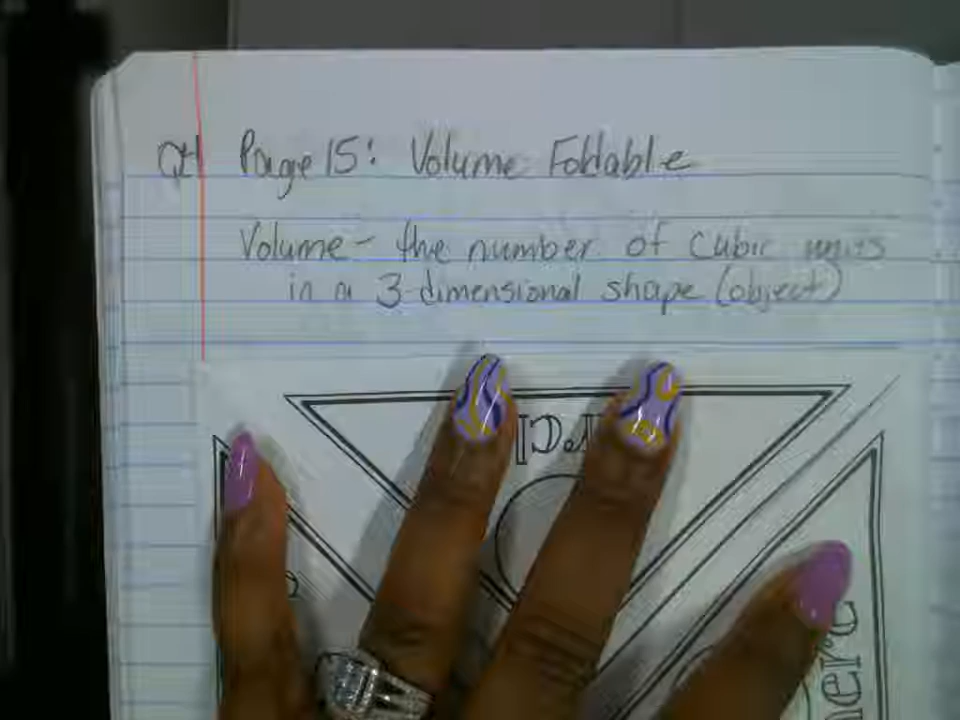 Q1 Page 15: Volume Foldable
Volume - the number of cubic units
in a 3-dimensional shape (object)